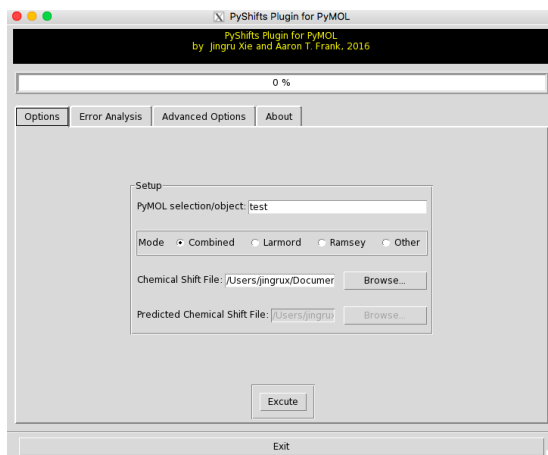 PyShifts Plugin for PyMOL
PyShifts Plugin for PyMOL
by Jingru Xie and Aaron T. Frank, 2016
0 %
Options Error Analysis Advanced Options About
Setup
PyMOL selection/object: test
Mode Combined Larmord Ramsey Other
Chemical Shift File: /Users/jingrux/Documer Browse...
Predicted Chemical Shift File: /Users/jingrux Browse...
Excute
Exit